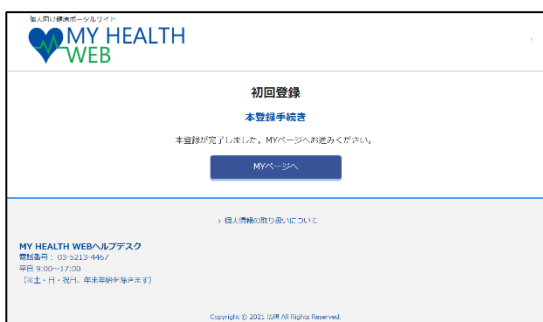 個人向け健康ポータルサイト
MY HEALTH
WEB
初回登録
本登録手続き
本登録が完了しました。MYページへお進みください。
MYページへ
› 個人情報の取り扱いについて
MY HEALTH WEBヘルプデスク
電話番号： 03-5213-4467
平日 9:00～17:00
（※土・日・祝日、年末年始を除きます）
Copyright © 2021 法研 All Rights Reserved.